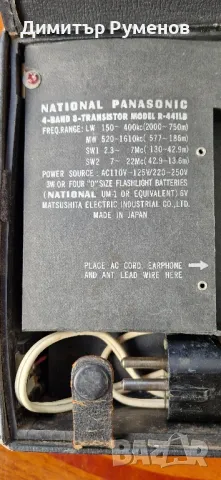 Димитър Руменов
NATIONAL PANASONIC
4-BAND 8-TRANSISTOR MODEL R-441LB
FREQ.RANGE: LW 150~ 400kc (2000~750m)
MW 520~1610kc (577~186m)
SW1 2.3~ 7Mc (130~42.9m)
SW2 7~ 22Mc (42.9~13.6m)
POWER SOURCE : AC110V~125V/220~250V
3W OR FOUR "D" SIZE FLASHLIGHT BATTERIES
(NATIONAL UM-1 OR EQUIVALENT) 6V
MATSUSHITA ELECTRIC INDUSTRIAL CO.,LTD.
MADE IN JAPAN
PLACE AC CORD, EARPHONE
AND ANT LEAD WIRE HERE
bazar